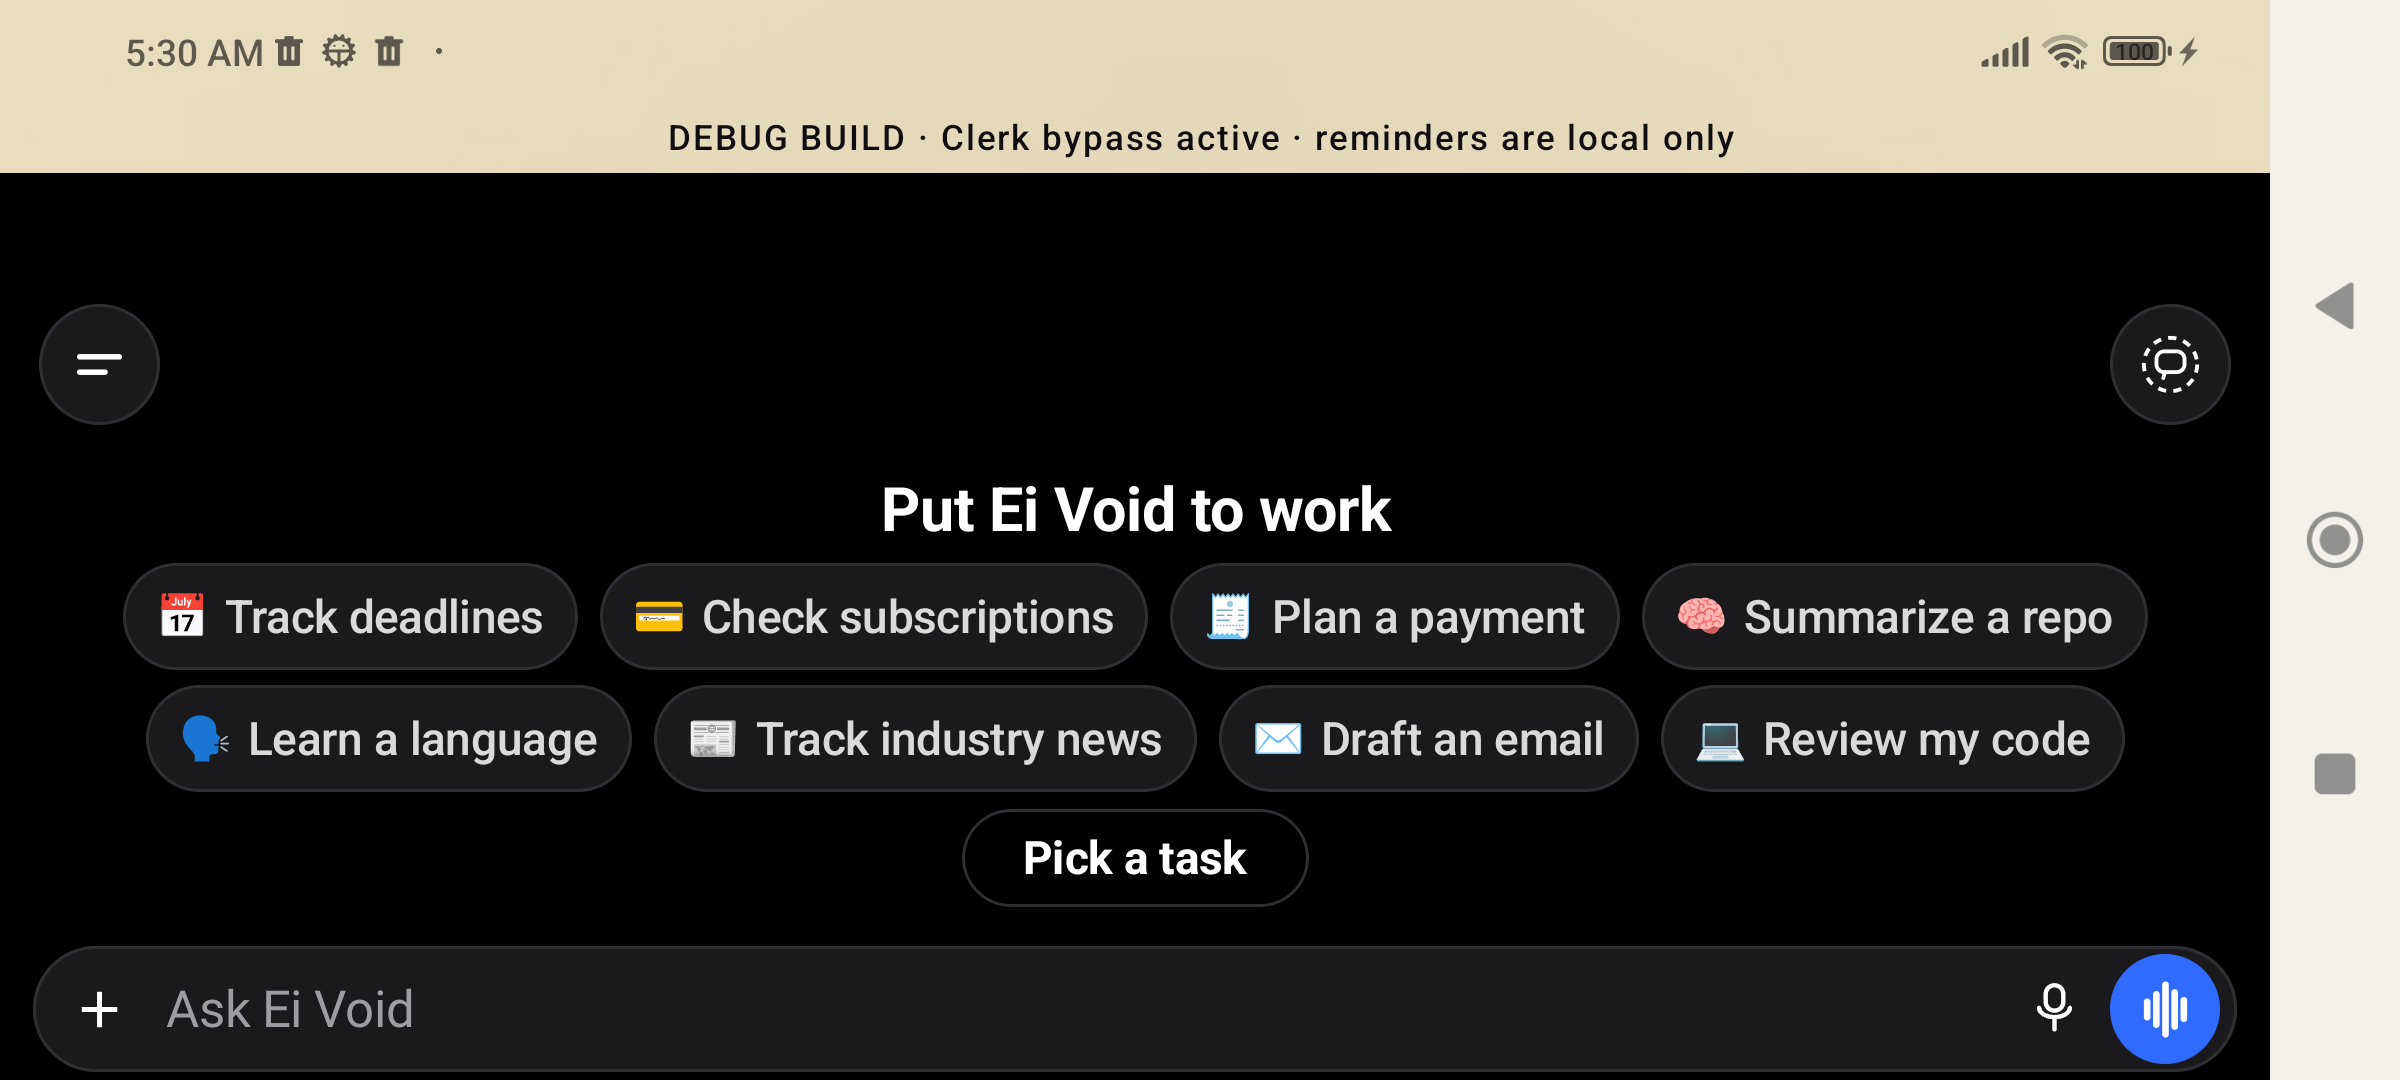 5:30 AM
100
DEBUG BUILD · Clerk bypass active · reminders are local only
Put Ei Void to work
July 17 Track deadlines
Check subscriptions
Plan a payment
Summarize a repo
Learn a language
Track industry news
Draft an email
Review my code
Pick a task
Ask Ei Void